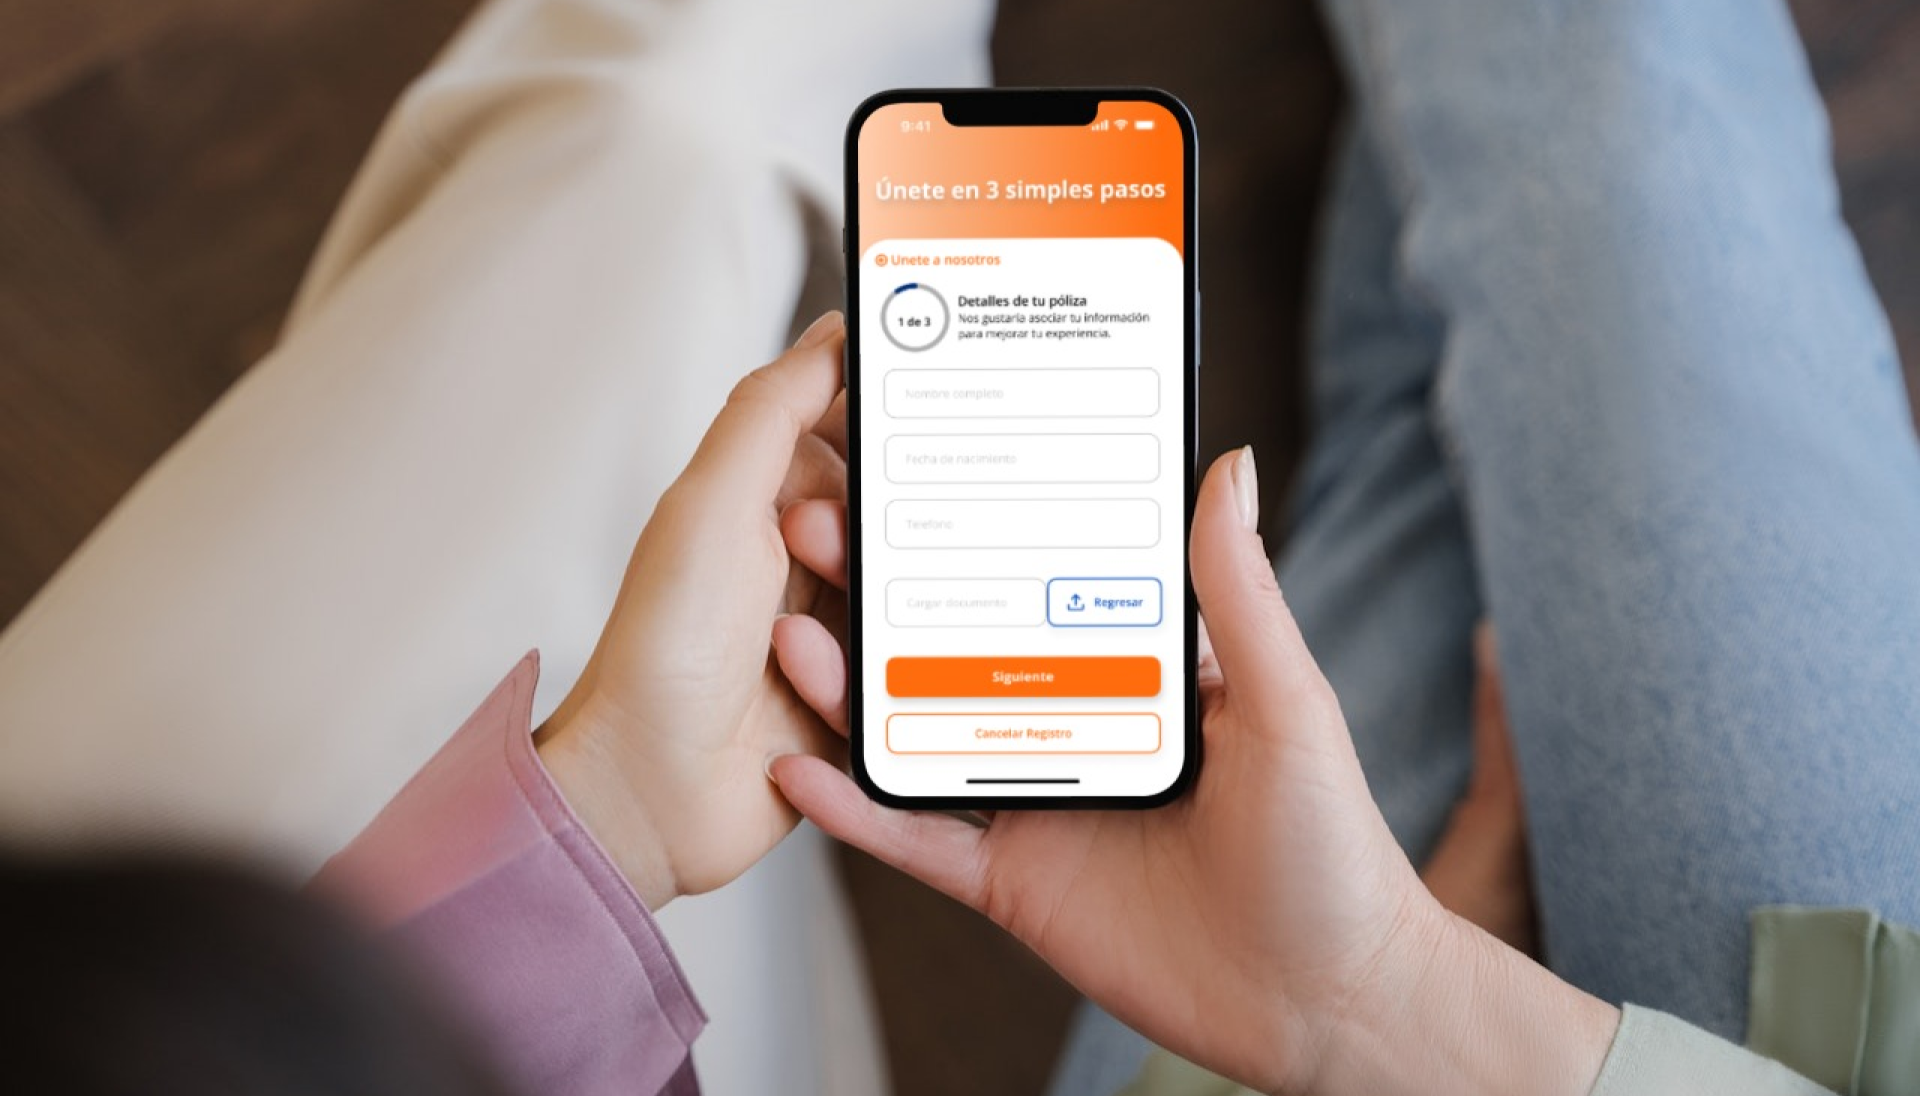 9:41
Únete en 3 simples pasos
Unete a nosotros
1 de 3
Detalles de tu póliza
Nos gustaría asociar tu información
para mejorar tu experiencia.
Nombre completo
Fecha de nacimiento
Telefono
Cargar documento
Regresar
Siguiente
Cancelar Registro